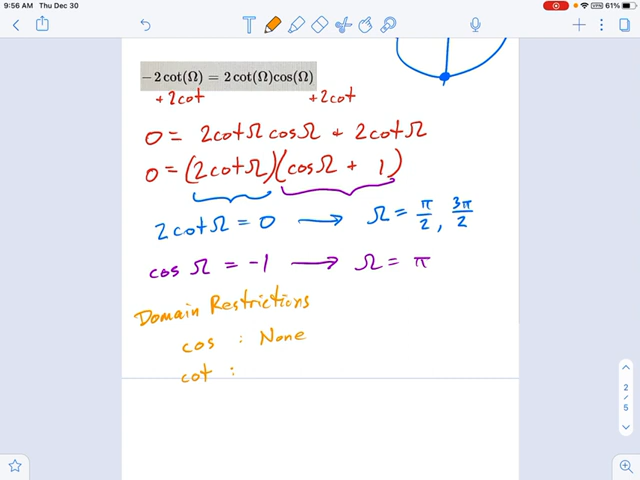 9:56 AM Thu Dec 30
61%
−2 cot(Ω) = 2 cot(Ω)cos(Ω)
+2cot +2cot
0 = 2cotΩ cosΩ + 2cotΩ
0 = (2cotΩ)(cosΩ + 1)
2cotΩ = 0 → Ω = π/2, 3π/2
cos Ω = -1 → Ω = π
Domain Restrictions
cos : None
cot :
2
/
5